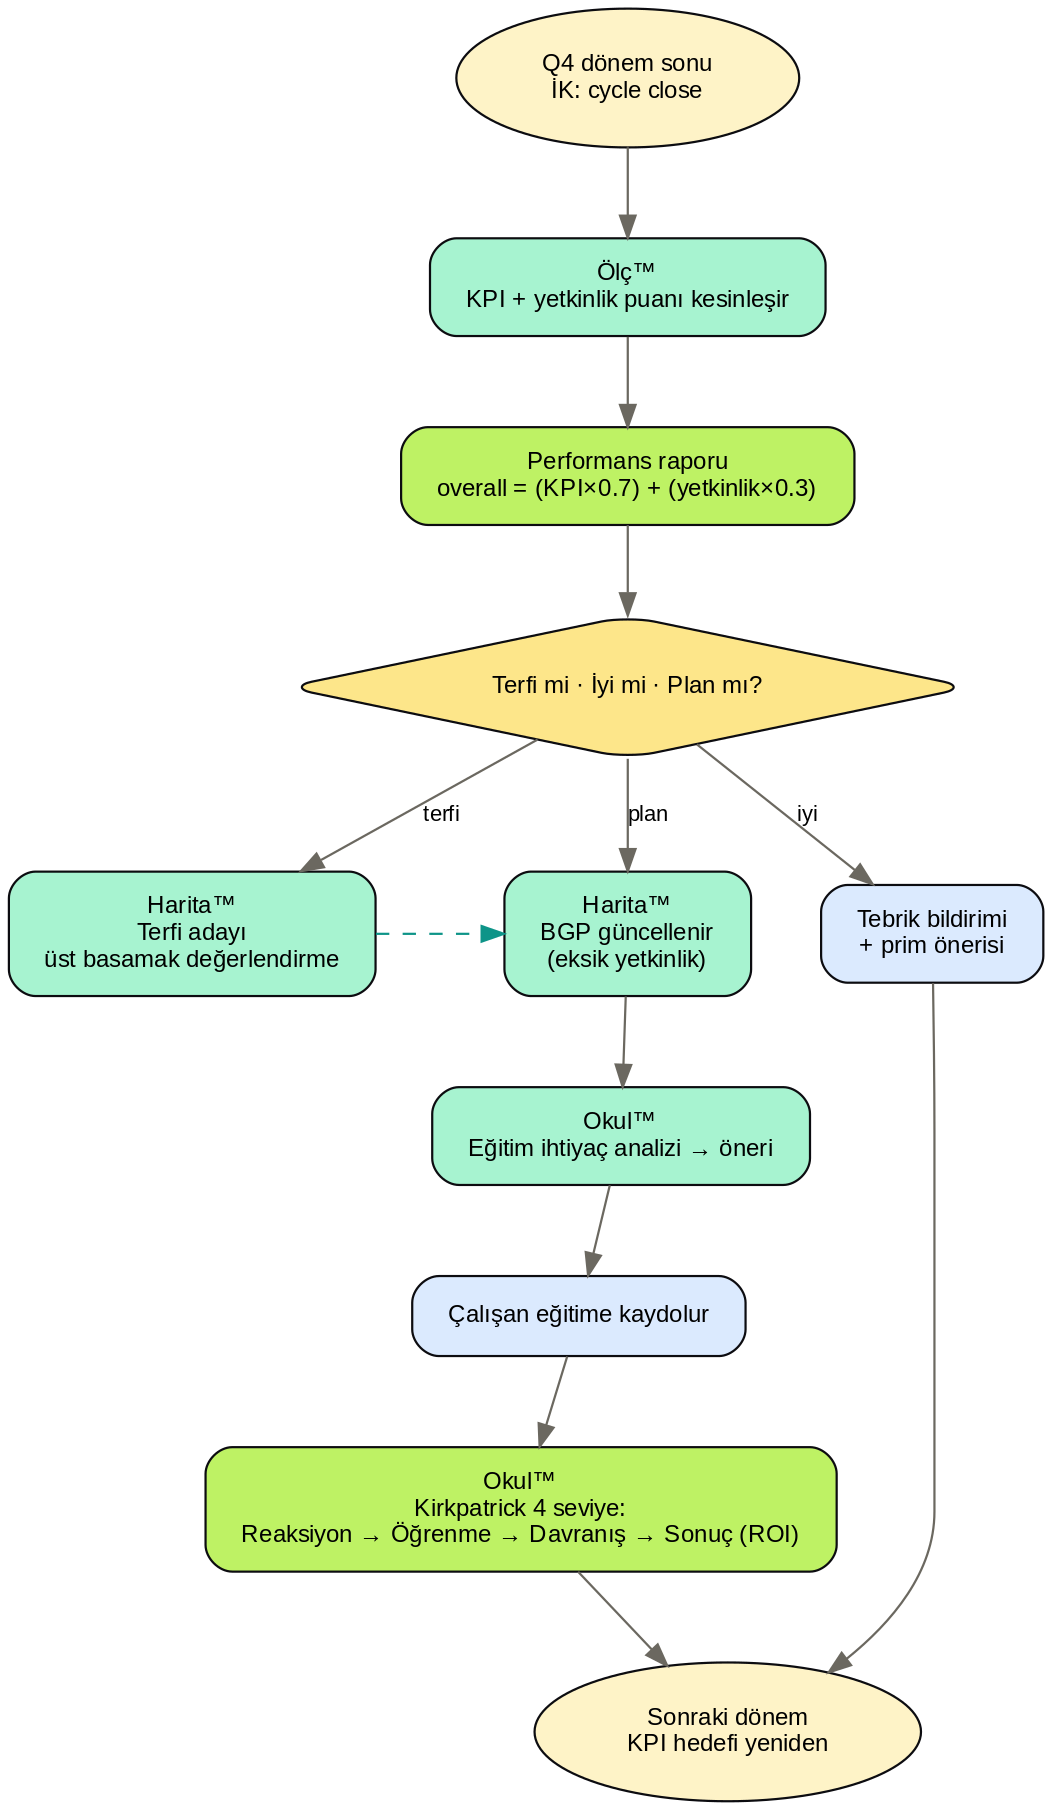 Q4 dönem sonu
İK: cycle close
Ölç™
KPI + yetkinlik puanı kesinleşir
Performans raporu
overall = (KPI×0.7) + (yetkinlik×0.3)
Terfi mi · İyi mi · Plan mı?
terfi
plan
iyi
Harita™
Terfi adayı
üst basamak değerlendirme
Harita™
BGP güncellenir
(eksik yetkinlik)
Tebrik bildirimi
+ prim önerisi
Okul™
Eğitim ihtiyaç analizi → öneri
Çalışan eğitime kaydolur
Okul™
Kirkpatrick 4 seviye:
Reaksiyon → Öğrenme → Davranış → Sonuç (ROI)
Sonraki dönem
KPI hedefi yeniden